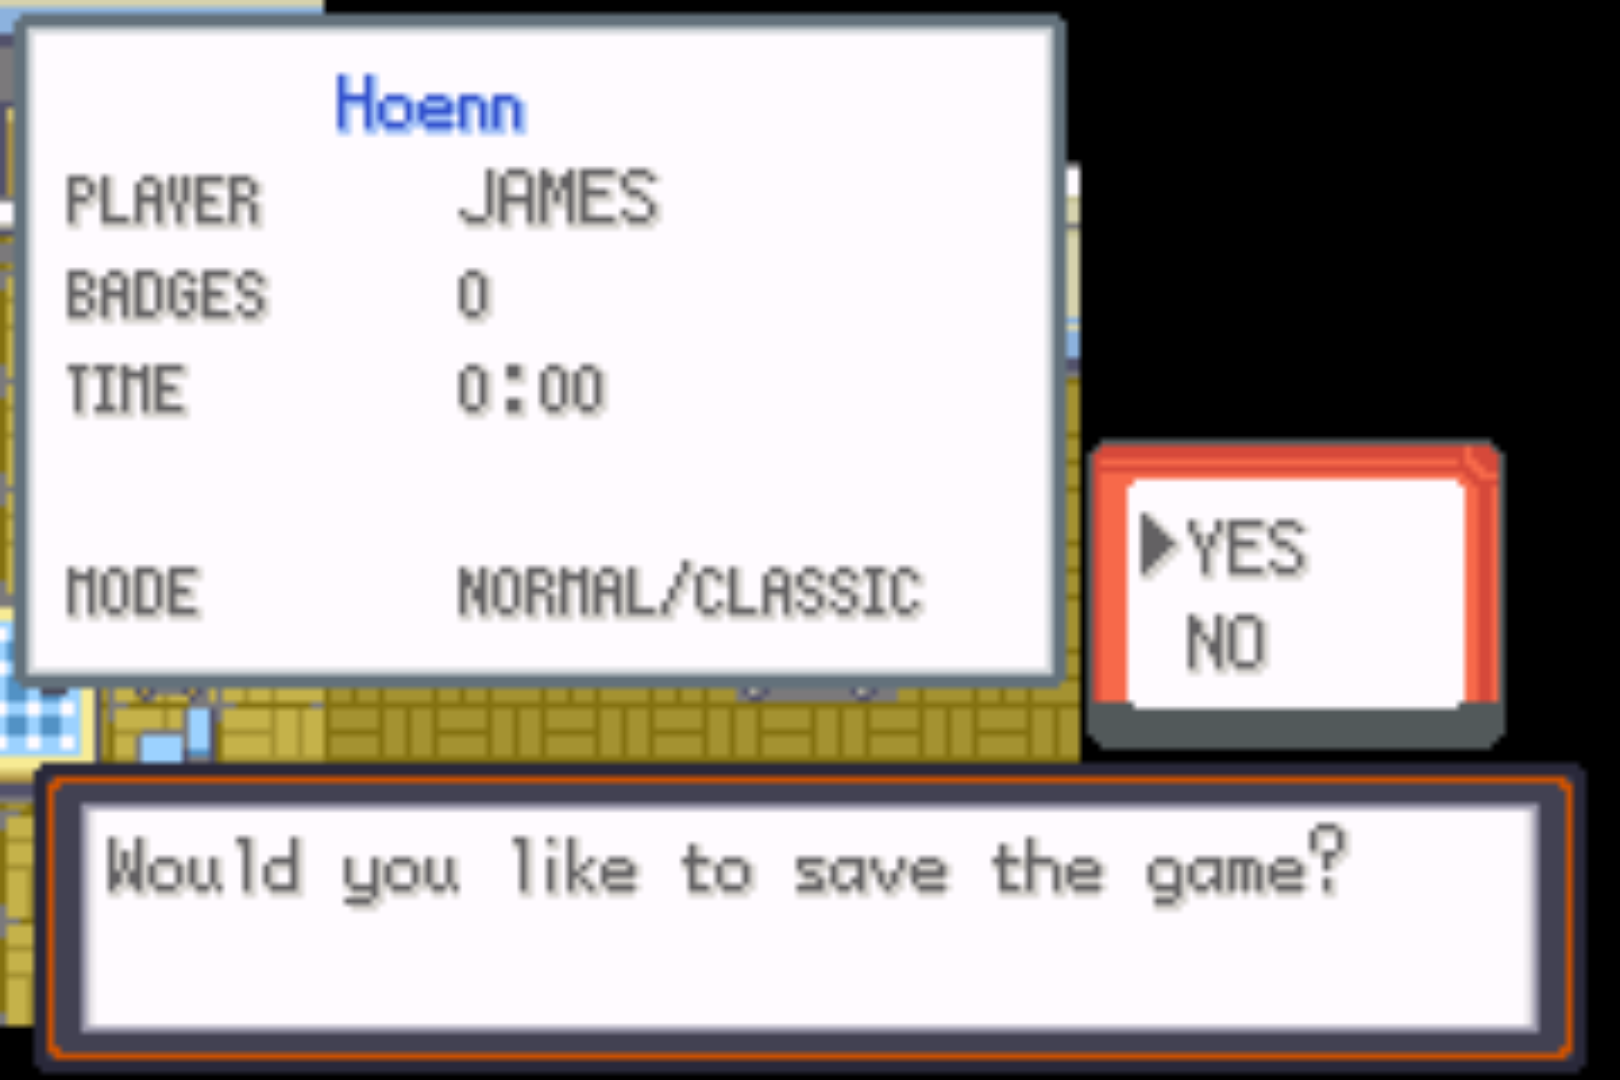 Hoenn
PLAYER JAMES
BADGES 0
TIME 0:00
MODE NORMAL/CLASSIC
YES
NO
Would you like to save the game?